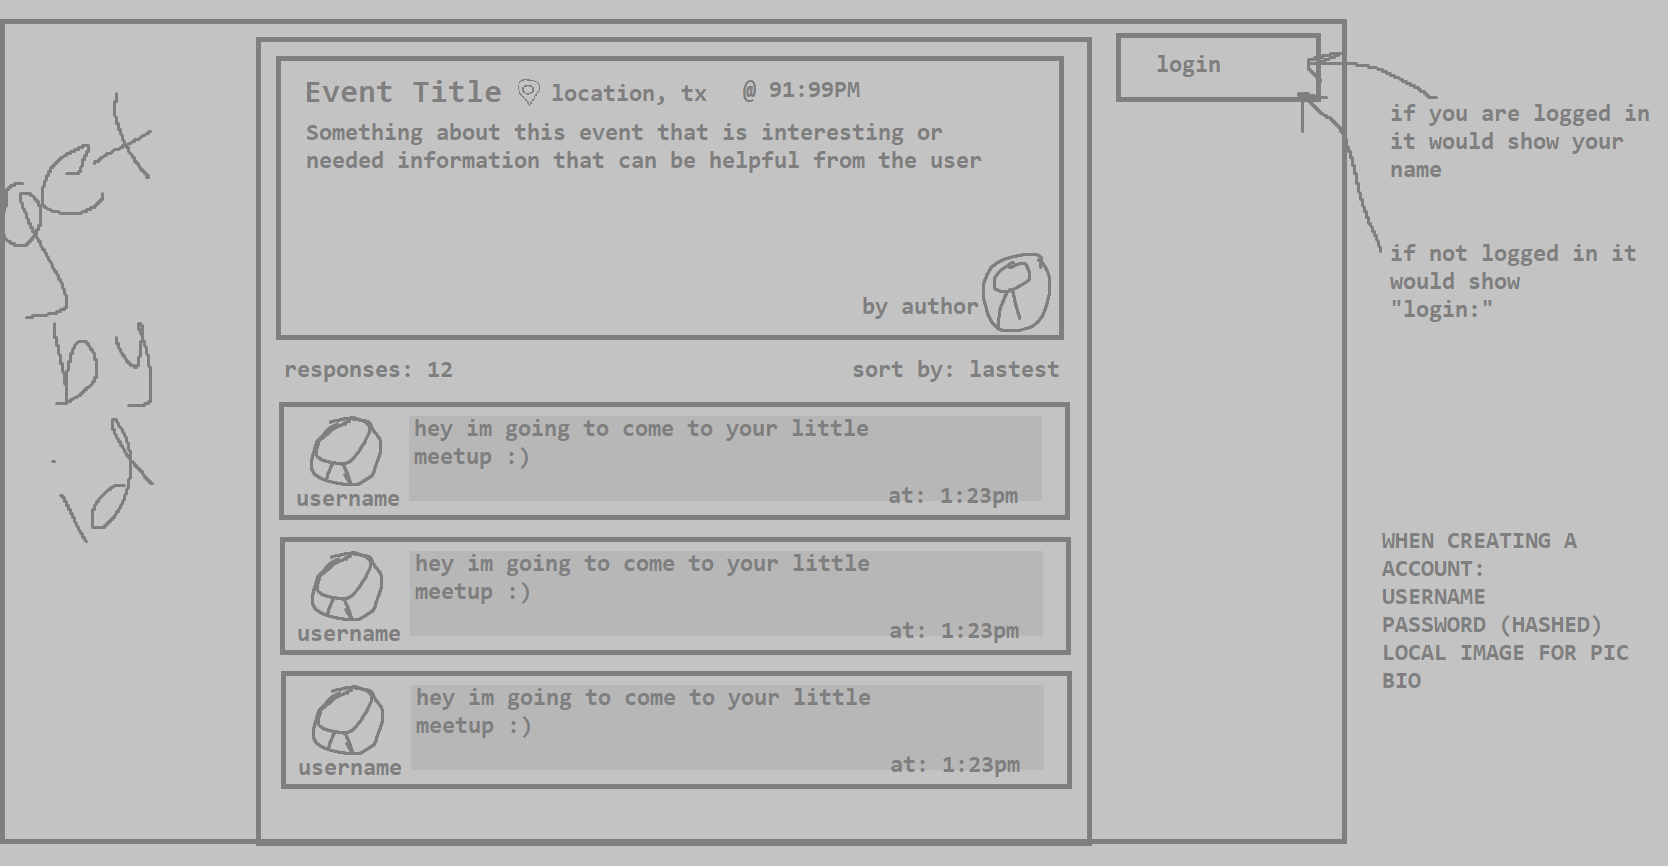 get
by
id
Event Title location, tx @ 91:99PM
Something about this event that is interesting or
needed information that can be helpful from the user
by author
responses: 12 sort by: lastest
hey im going to come to your little
meetup :)
username at: 1:23pm
hey im going to come to your little
meetup :)
username at: 1:23pm
hey im going to come to your little
meetup :)
username at: 1:23pm
login
if you are logged in
it would show your
name
if not logged in it
would show
"login:"
WHEN CREATING A
ACCOUNT:
USERNAME
PASSWORD (HASHED)
LOCAL IMAGE FOR PIC
BIO